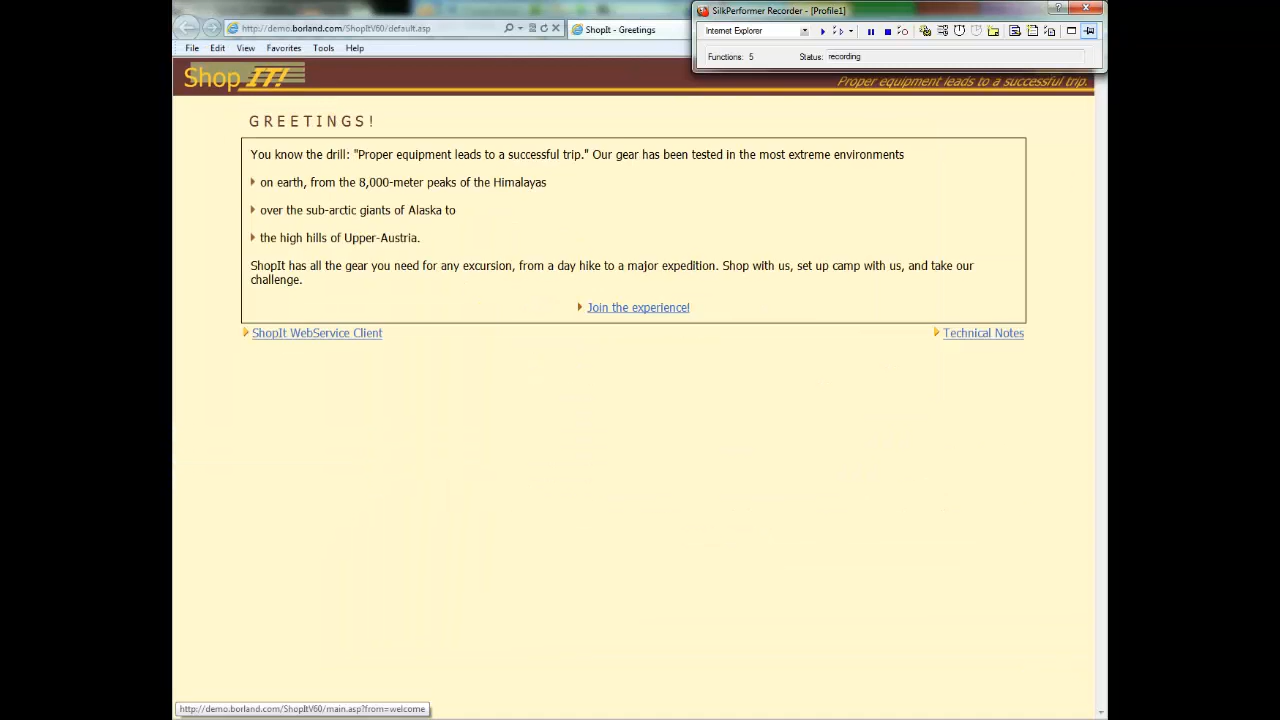 SilkPerformer Recorder - [Profile1]
http://demo.borland.com/ShopItV60/default.asp
ShopIt - Greetings
Internet Explorer
File Edit View Favorites Tools Help
Functions: 5 Status: recording
Shop IT!
Proper equipment leads to a successful trip.
GREETINGS!
You know the drill: "Proper equipment leads to a successful trip." Our gear has been tested in the most extreme environments
on earth, from the 8,000-meter peaks of the Himalayas
over the sub-arctic giants of Alaska to
the high hills of Upper-Austria.
ShopIt has all the gear you need for any excursion, from a day hike to a major expedition. Shop with us, set up camp with us, and take our
challenge.
Join the experience!
ShopIt WebService Client Technical Notes
http://demo.borland.com/ShopItV60/main.asp?from=welcome